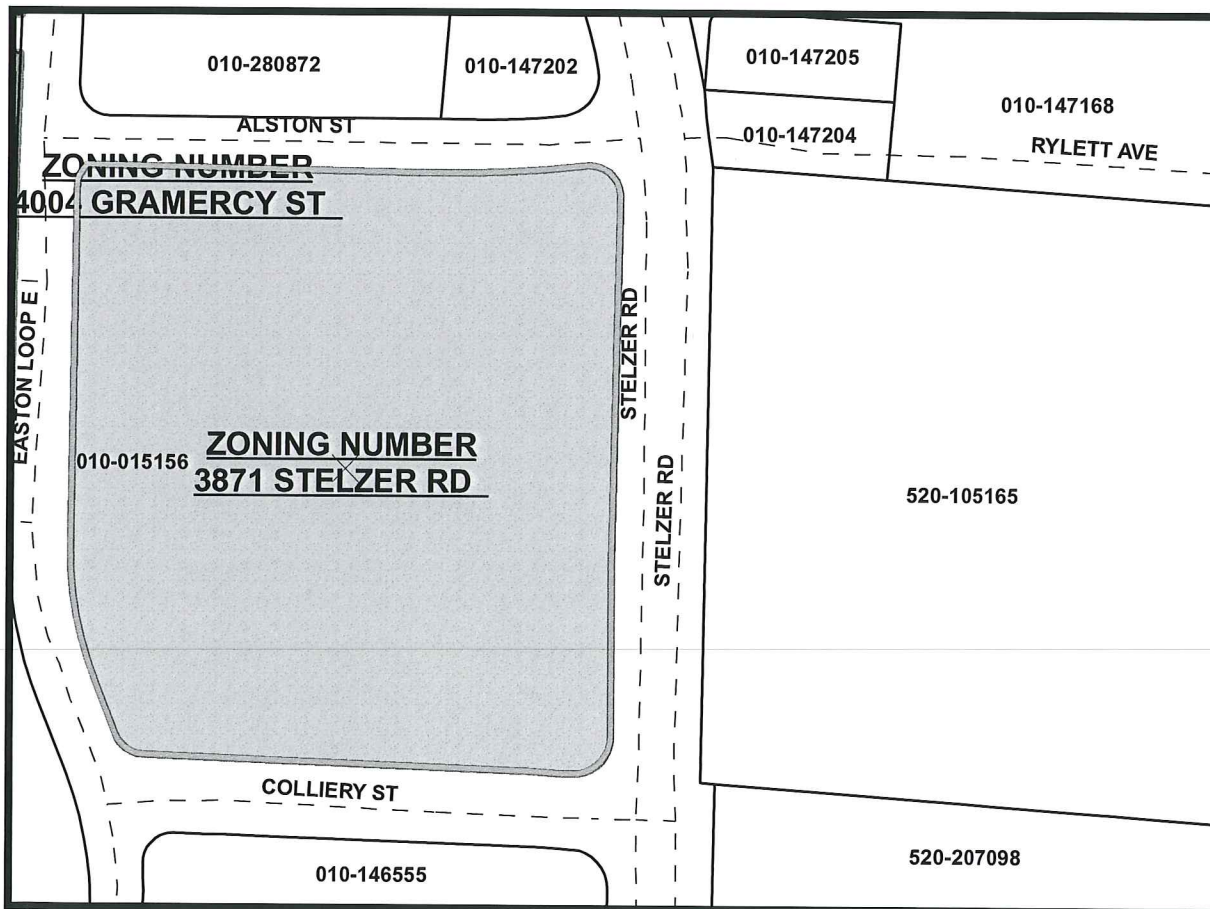 010-280872
010-147202
010-147205
010-147168
010-147204
ALSTON ST
RYLETT AVE
ZONING NUMBER
4004 GRAMERCY ST
EASTON LOOP E
STELZER RD
010-015156
ZONING NUMBER
3871 STELZER RD
STELZER RD
520-105165
COLLIERY ST
010-146555
520-207098